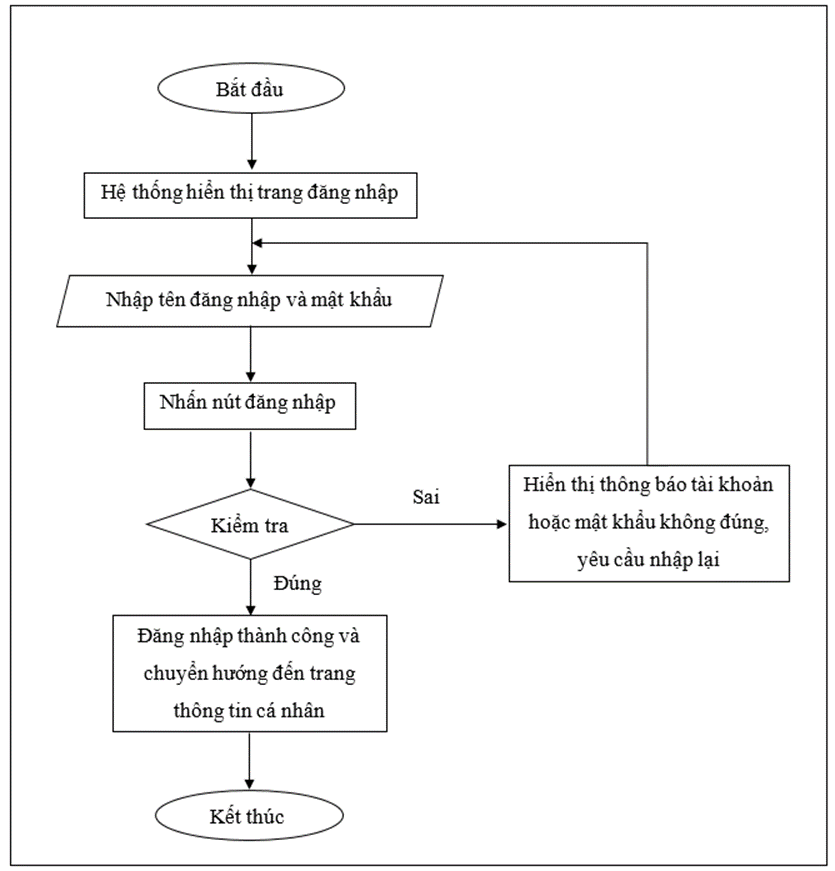 Bắt đầu
Hệ thống hiển thị trang đăng nhập
Nhập tên đăng nhập và mật khẩu
Nhấn nút đăng nhập
Kiểm tra
Sai
Hiển thị thông báo tài khoản
hoặc mật khẩu không đúng,
yêu cầu nhập lại
Đúng
Đăng nhập thành công và
chuyển hướng đến trang
thông tin cá nhân
Kết thúc